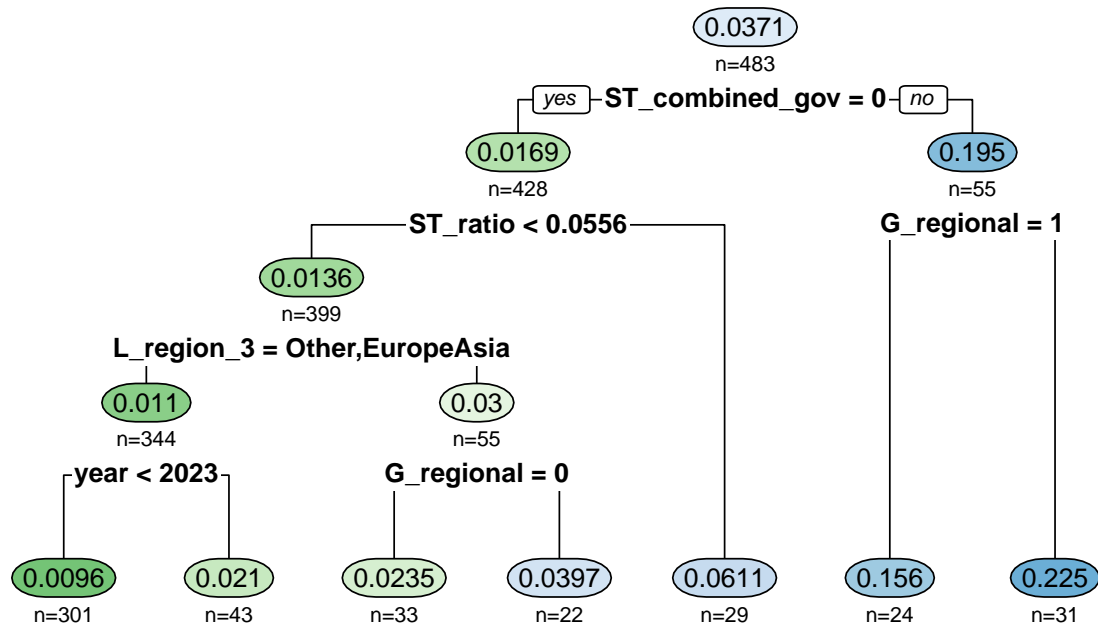 0.0371
n=483
yes ST_combined_gov = 0 no
0.0169 0.195
n=428 n=55
ST_ratio < 0.0556 G_regional = 1
0.0136
n=399
L_region_3 = Other,EuropeAsia
0.011 0.03
n=344 n=55
year < 2023 G_regional = 0
0.0096 0.021 0.0235 0.0397 0.0611 0.156 0.225
n=301 n=43 n=33 n=22 n=29 n=24 n=31